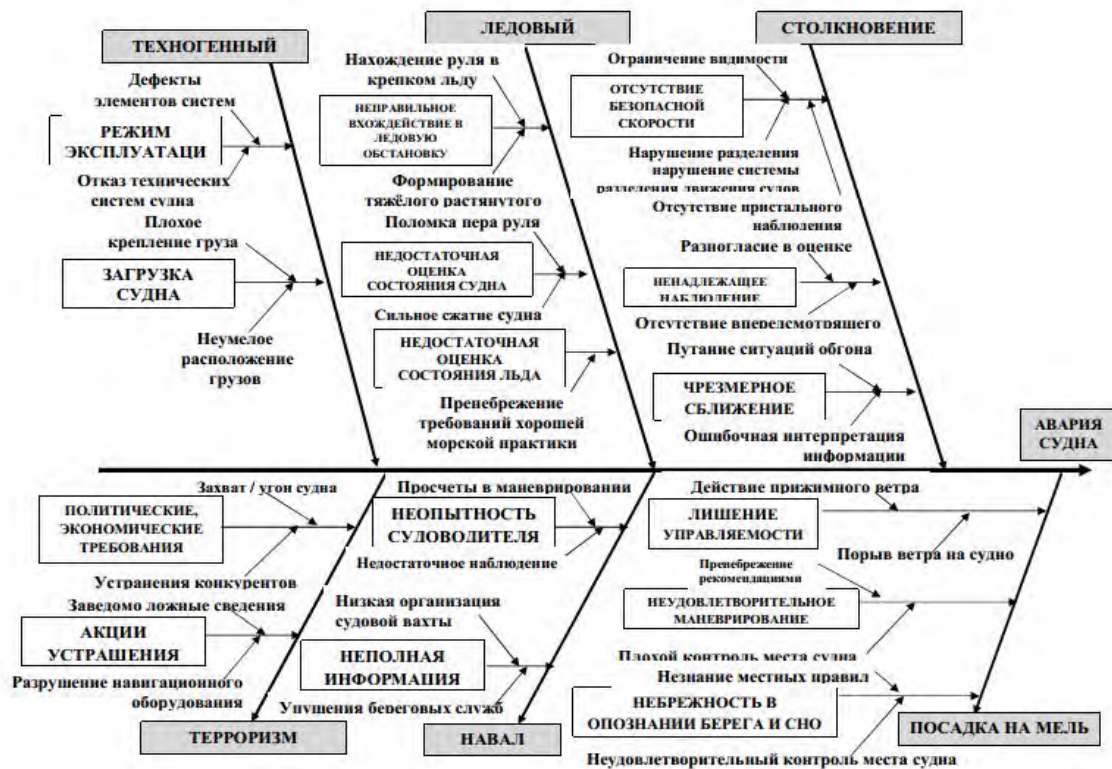 ТЕХНОГЕННЫЙ
ЛЕДОВЫЙ
СТОЛКНОВЕНИЕ
Дефекты
элементов систем
РЕЖИМ
ЭКСПЛУАТАЦИ
Отказ технических
систем судна
Плохое
крепление груза
ЗАГРУЗКА
СУДНА
Неумелое
расположение
грузов
Нахождение руля в
крепком льду
НЕПРАВИЛЬНОЕ
ВХОЖДЕЙСТВИЕ В
ЛЕДОВУЮ
ОБСТАНОВКУ
Формирование
тяжёлого растянутого
Поломка пера руля
НЕДОСТАТОЧНАЯ
ОЦЕНКА
СОСТОЯНИЯ СУДНА
Сильное сжатие судна
НЕДОСТАТОЧНАЯ
ОЦЕНКА
СОСТОЯНИЯ ЛЬДА
Пренебрежение
требований хорошей
морской практики
Ограничение видимости
ОТСУТСТВИЕ
БЕЗОПАСНОЙ
СКОРОСТИ
Нарушение разделения
нарушение системы
разделения движения судов
Отсутствие пристального
наблюдения
Разногласие в оценке
НЕНАДЛЕЖАЩЕЕ
НАБЛЮДЕНИЕ
Отсутствие впередсмотрящего
Путание ситуаций обгона
ЧРЕЗМЕРНОЕ
СБЛИЖЕНИЕ
Ошибочная интерпретация
информации
АВАРИЯ
СУДНА
Захват / угон судна
ПОЛИТИЧЕСКИЕ,
ЭКОНОМИЧЕСКИЕ
ТРЕБОВАНИЯ
Устранения конкурентов
Заведомо ложные сведения
АКЦИИ
УСТРАШЕНИЯ
Разрушение навигационного
оборудования
Просчеты в маневрировании
НЕОПЫТНОСТЬ
СУДОВОДИТЕЛЯ
Недостаточное наблюдение
Низкая организация
судовой вахты
НЕПОЛНАЯ
ИНФОРМАЦИЯ
Упущения береговых служб
Действие прижимного ветра
ЛИШЕНИЕ
УПРАВЛЯЕМОСТИ
Порыв ветра на судно
Пренебрежение
рекомендациями
НЕУДОВЛЕТВОРИТЕЛЬНОЕ
МАНЕВРИРОВАНИЕ
Плохой контроль места судна
Незнание местных правил
НЕБРЕЖНОСТЬ В
ОПОЗНАНИИ БЕРЕГА И СНО
Неудовлетворительный контроль места судна
ТЕРРОРИЗМ
НАВАЛ
ПОСАДКА НА МЕЛЬ